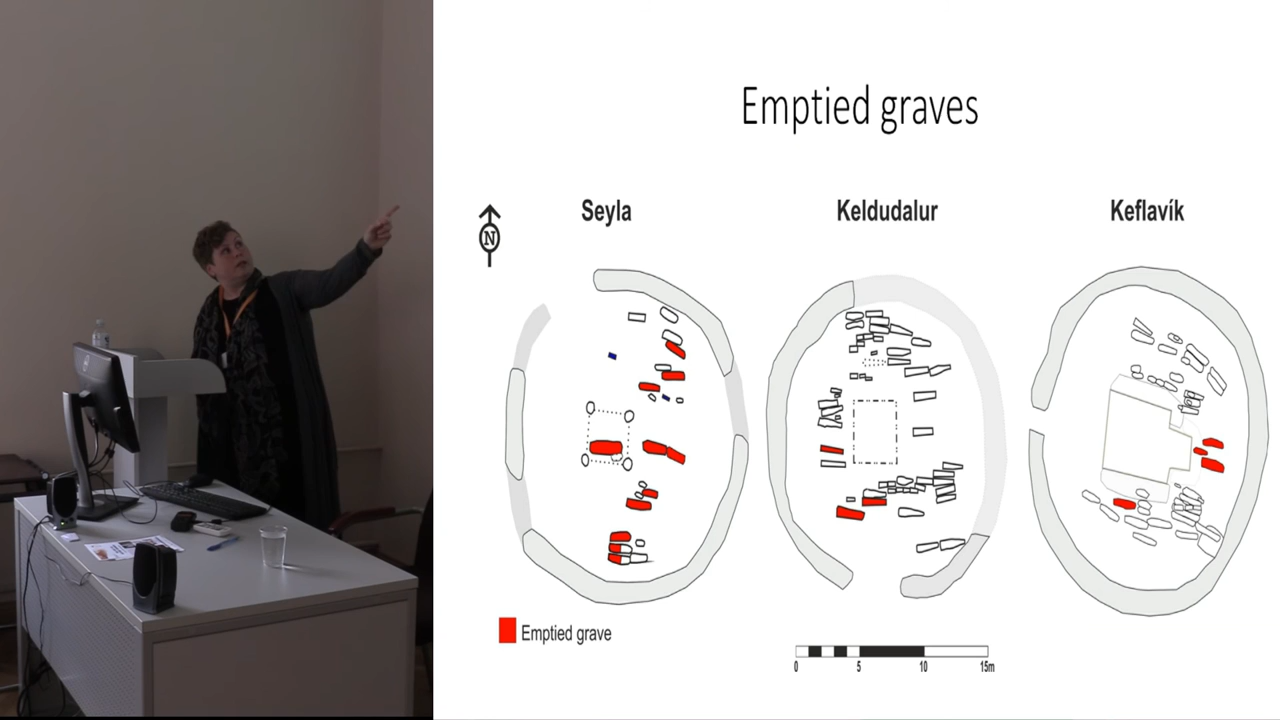 Emptied graves
Seyla
Keldudalur
Keflavík
N
Emptied grave
0 5 10 15m